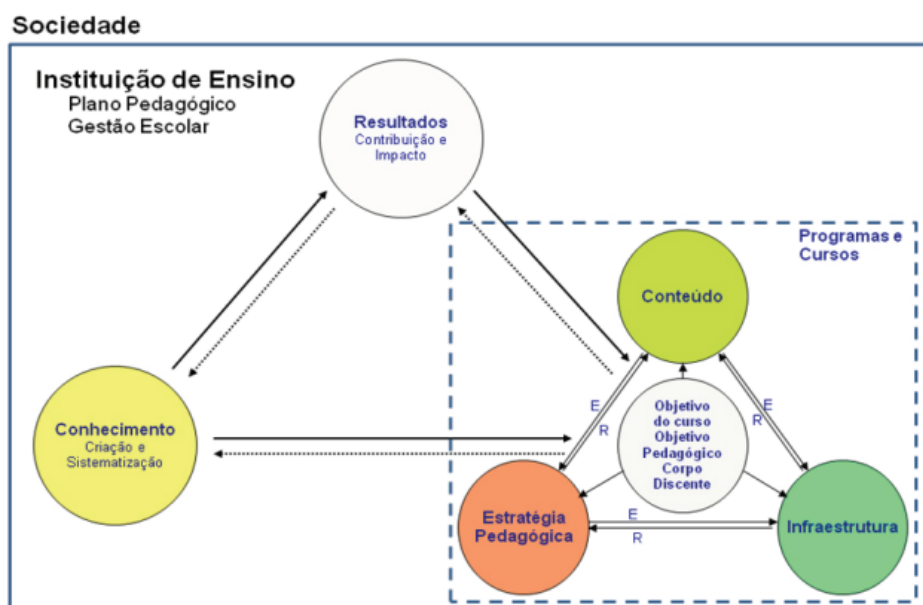 Sociedade
Instituição de Ensino
Plano Pedagógico
Gestão Escolar
Resultados
Contribuição e
Impacto
Programas e
Cursos
Conteúdo
Conhecimento
Criação e
Sistematização
E
R
Objetivo
do curso
Objetivo
Pedagógico
Corpo
Discente
E
R
Estratégia
Pedagógica
E
R
Infraestrutura